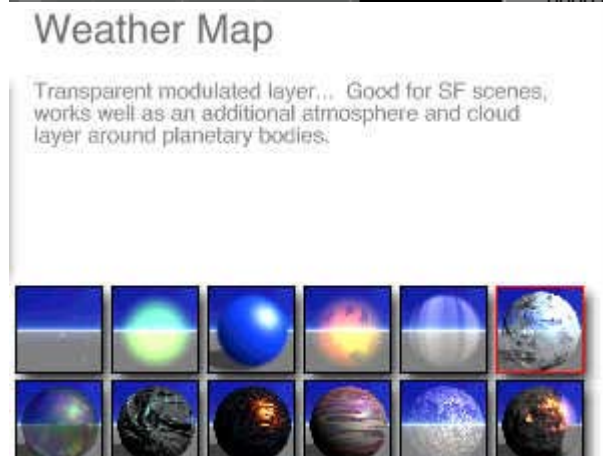 Weather Map
Transparent modulated layer... Good for SF scenes,
works well as an additional atmosphere and cloud
layer around planetary bodies.